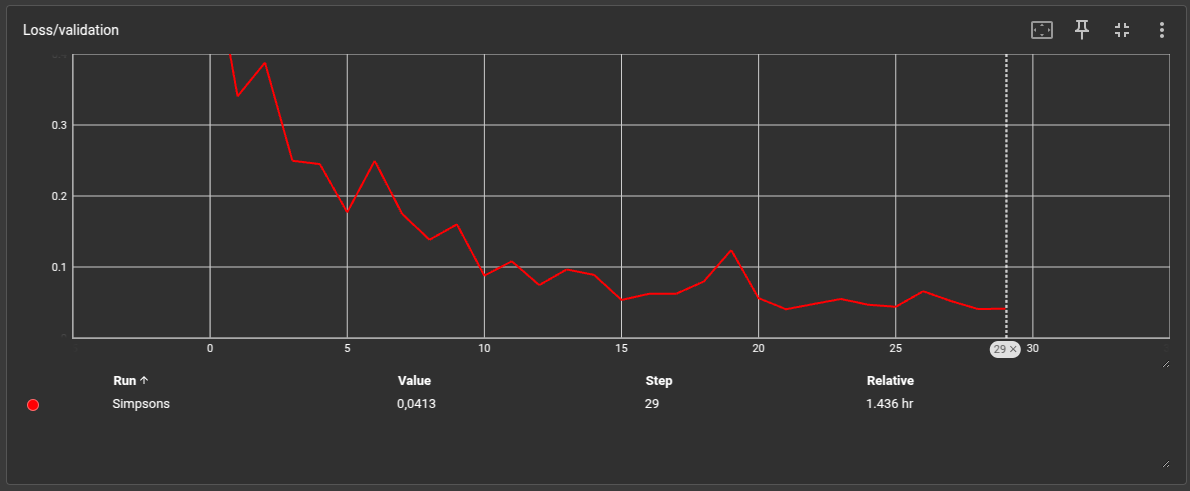 Loss/validation
0.3
0.2
0.1
0 5 10 15 20 25 29 × 30
Run ↑ Value Step Relative
Simpsons 0,0413 29 1.436 hr